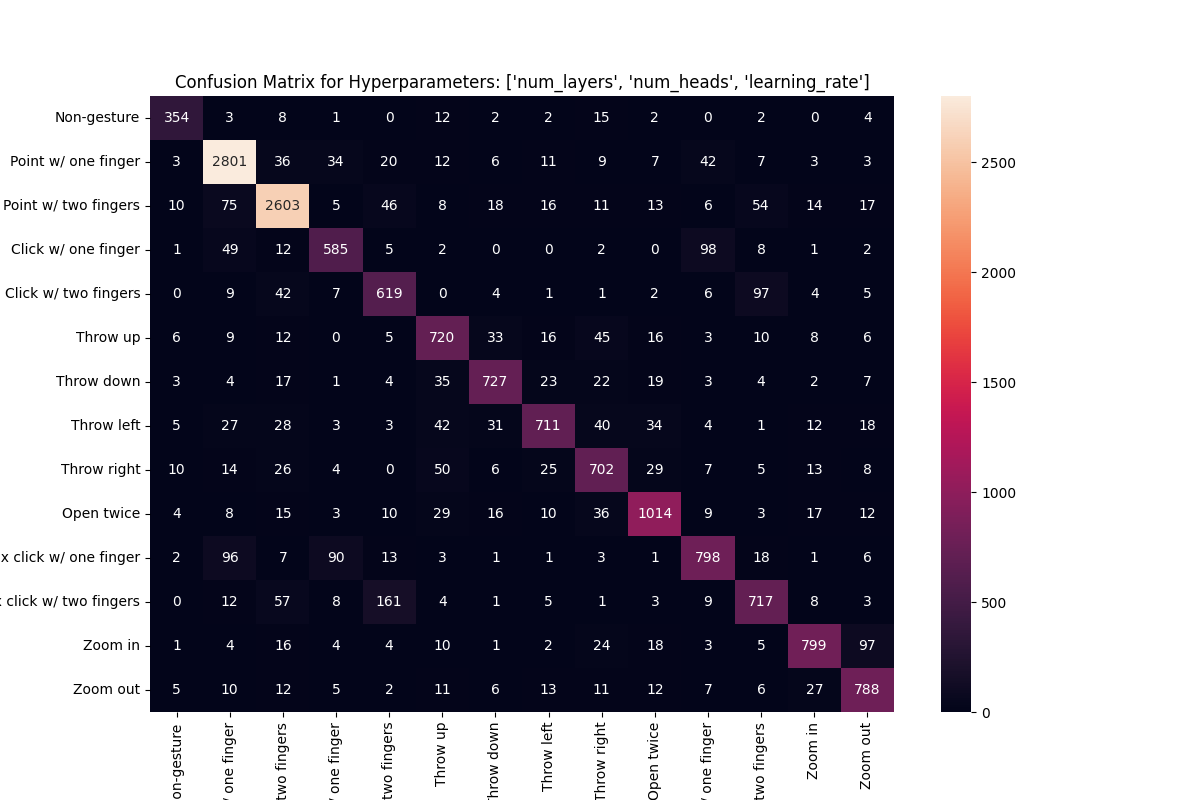 Confusion Matrix for Hyperparameters: ['num_layers', 'num_heads', 'learning_rate']
Non-gesture 354 3 8 1 0 12 2 2 15 2 0 2 0 4
Point w/ one finger 3 2801 36 34 20 12 6 11 9 7 42 7 3 3
Point w/ two fingers 10 75 2603 5 46 8 18 16 11 13 6 54 14 17
Click w/ one finger 1 49 12 585 5 2 0 0 2 0 98 8 1 2
Click w/ two fingers 0 9 42 7 619 0 4 1 1 2 6 97 4 5
Throw up 6 9 12 0 5 720 33 16 45 16 3 10 8 6
Throw down 3 4 17 1 4 35 727 23 22 19 3 4 2 7
Throw left 5 27 28 3 3 42 31 711 40 34 4 1 12 18
Throw right 10 14 26 4 0 50 6 25 702 29 7 5 13 8
Open twice 4 8 15 3 10 29 16 10 36 1014 9 3 17 12
x click w/ one finger 2 96 7 90 13 3 1 1 3 1 798 18 1 6
click w/ two fingers 0 12 57 8 161 4 1 5 1 3 9 717 8 3
Zoom in 1 4 16 4 4 10 1 2 24 18 3 5 799 97
Zoom out 5 10 12 5 2 11 6 13 11 12 7 6 27 788
on-gesture
one finger
two fingers
one finger
two fingers
Throw up
hrow down
Throw left
Throw right
Open twice
one finger
two fingers
Zoom in
Zoom out
2500
2000
1500
1000
500
0